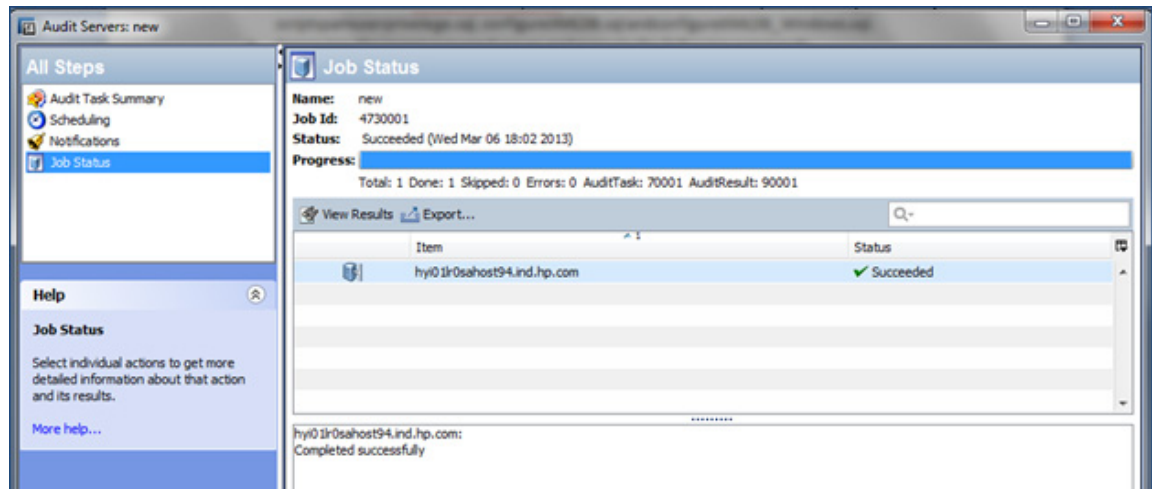 Audit Servers: new
All Steps
Audit Task Summary
Scheduling
Notifications
Job Status
Help
Job Status
Select individual actions to get more
detailed information about that action
and its results.
More help...
Job Status
Name: new
Job Id: 4730001
Status: Succeeded (Wed Mar 06 18:02 2013)
Progress:
Total: 1 Done: 1 Skipped: 0 Errors: 0 AuditTask: 70001 AuditResult: 90001
View Results Export...
1
Item Status
hyi01lr0sahost94.ind.hp.com Succeeded
hyi01lr0sahost94.ind.hp.com:
Completed successfully